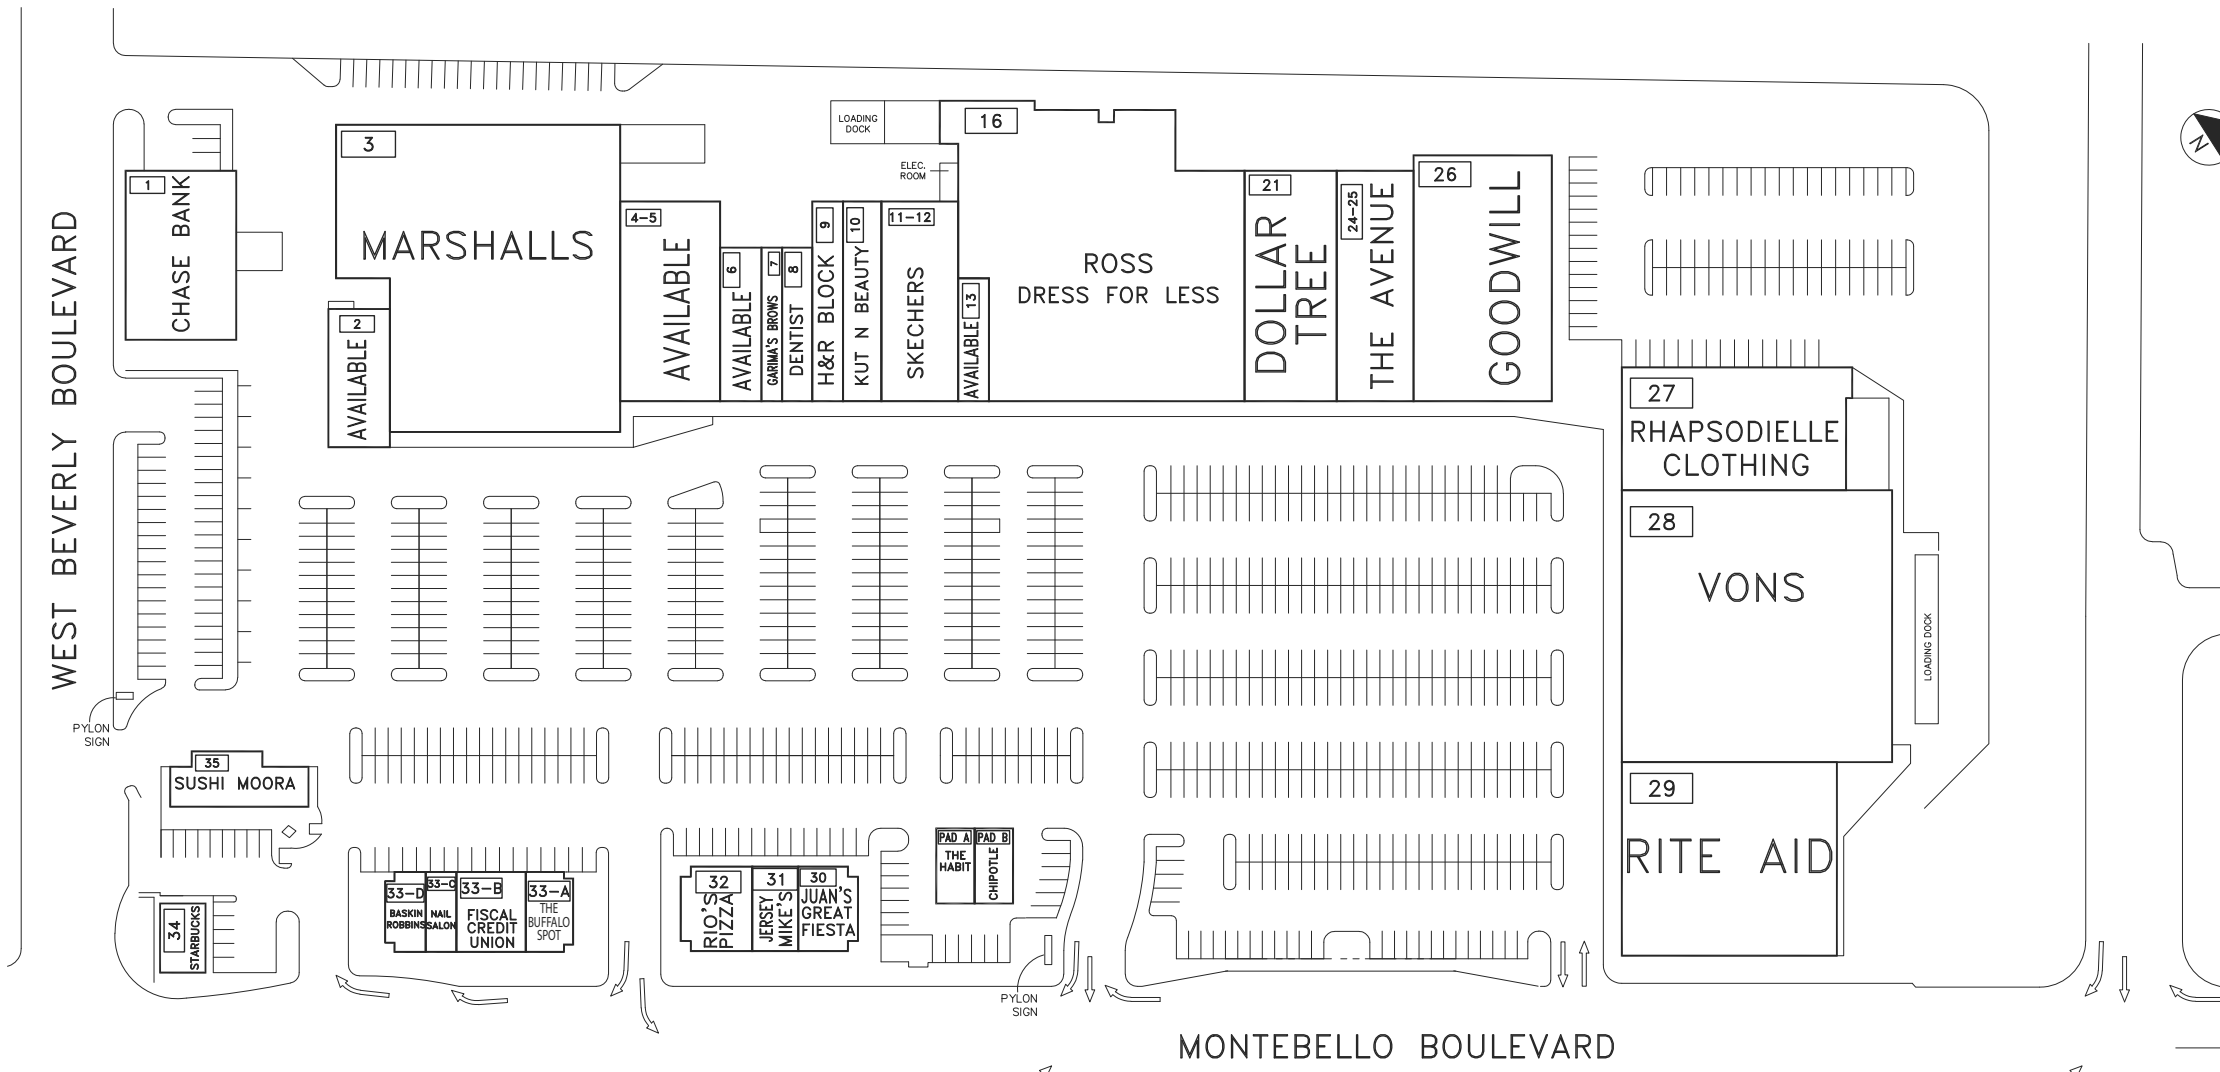 WEST BEVERLY BOULEVARD
1
CHASE BANK
3
MARSHALLS
2
AVAILABLE
4-5
AVAILABLE
6
AVAILABLE
7
GARIMA'S BROWS
8
DENTIST
9
H&R BLOCK
10
KUT N BEAUTY
11-12
SKECHERS
13
AVAILABLE
LOADING
DOCK
ELEC.
ROOM
16
ROSS
DRESS FOR LESS
21
DOLLAR
TREE
24-25
THE AVENUE
26
GOODWILL
N
27
RHAPSODIELLE
CLOTHING
28
VONS
LOADING DOCK
29
RITE AID
PYLON
SIGN
35
SUSHI MOORA
34
STARBUCKS
33-D
BASKIN
ROBBINS
33-C
NAIL
SALON
33-B
FISCAL
CREDIT
UNION
33-A
THE
BUFFALO
SPOT
32
RIO'S
PIZZA
31
JERSEY
MIKE'S
30
JUAN'S
GREAT
FIESTA
PAD A
THE
HABIT
PAD B
CHIPOTLE
PYLON
SIGN
MONTEBELLO BOULEVARD